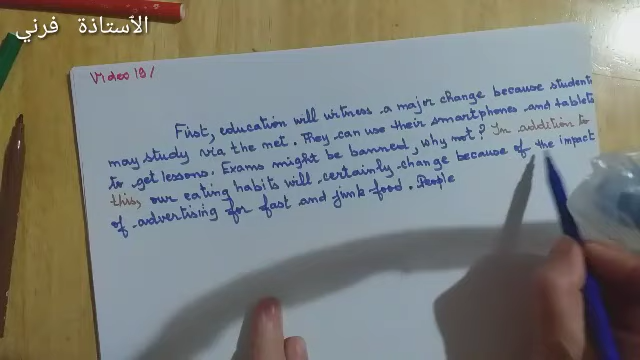 الأستاذة فرني
Video 19/
First, education will witness a major change because students
may study via the net. They can use their smartphones and tablets
to get lessons. Exams might be banned, why not? In addition to
this, our eating habits will certainly change because of the impact
of advertising for fast and junk food. People